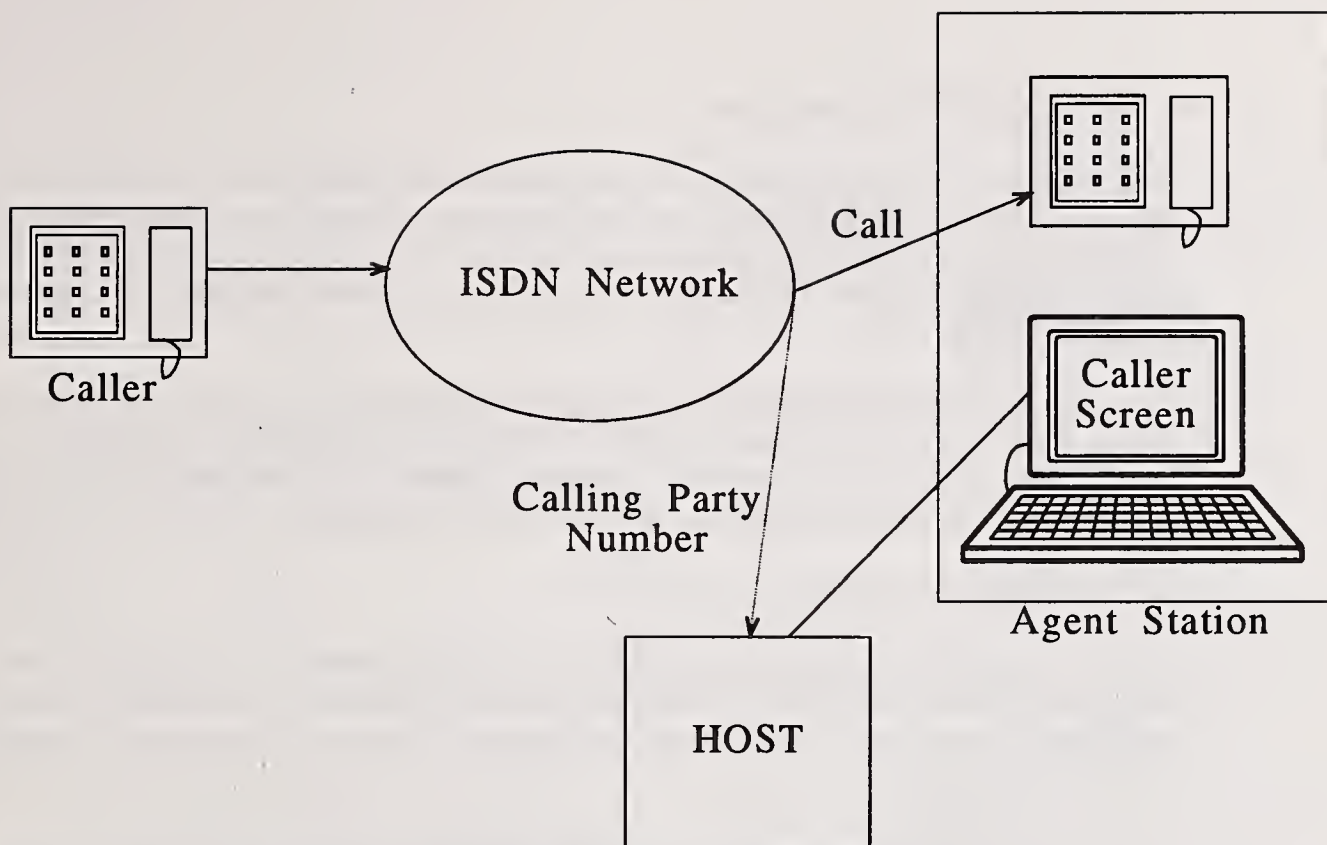 Caller
ISDN Network
Call
Caller
Screen
Agent Station
Calling Party
Number
HOST